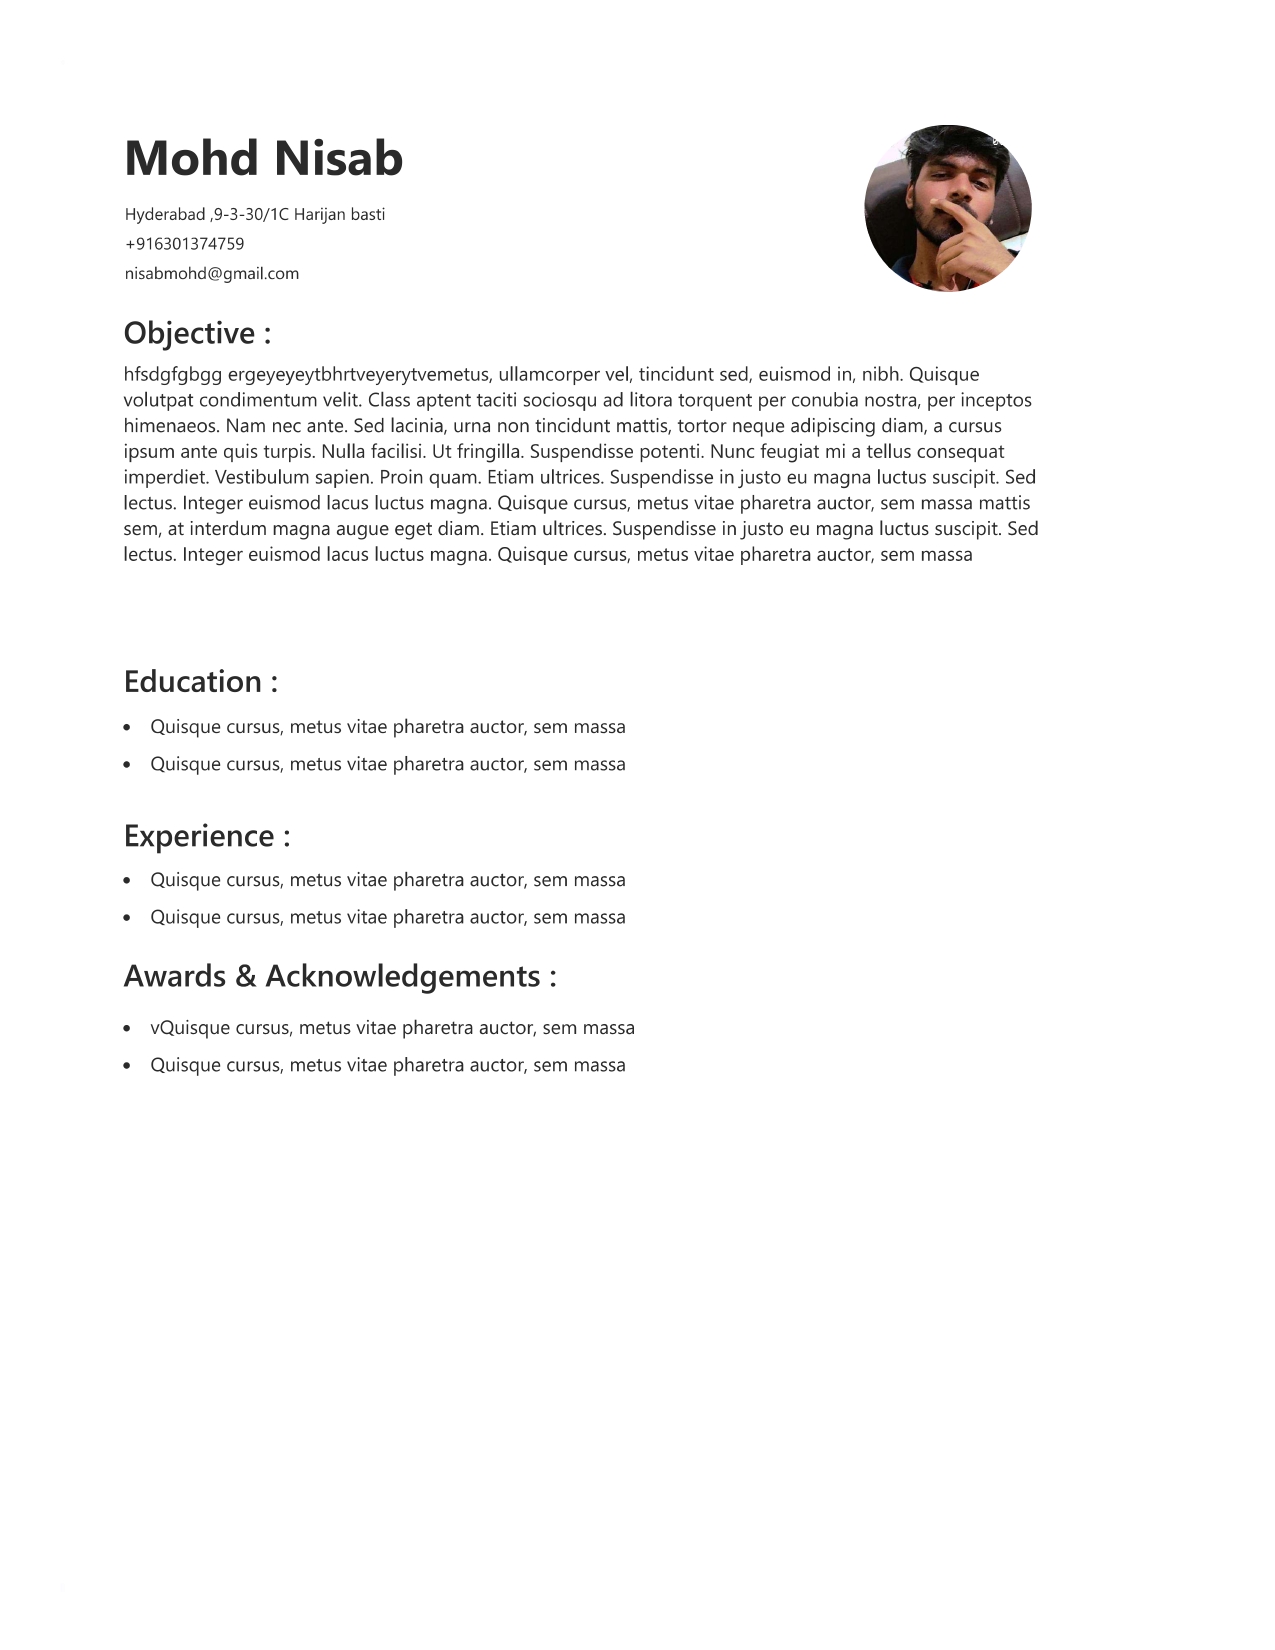 Mohd Nisab
Hyderabad ,9-3-30/1C Harijan basti
+916301374759
nisabmohd@gmail.com
Objective :
hfsdgfgbgg ergeyeyeytbhrtveyerytvemetus, ullamcorper vel, tincidunt sed, euismod in, nibh. Quisque
volutpat condimentum velit. Class aptent taciti sociosqu ad litora torquent per conubia nostra, per inceptos
himenaeos. Nam nec ante. Sed lacinia, urna non tincidunt mattis, tortor neque adipiscing diam, a cursus
ipsum ante quis turpis. Nulla facilisi. Ut fringilla. Suspendisse potenti. Nunc feugiat mi a tellus consequat
imperdiet. Vestibulum sapien. Proin quam. Etiam ultrices. Suspendisse in justo eu magna luctus suscipit. Sed
lectus. Integer euismod lacus luctus magna. Quisque cursus, metus vitae pharetra auctor, sem massa mattis
sem, at interdum magna augue eget diam. Etiam ultrices. Suspendisse in justo eu magna luctus suscipit. Sed
lectus. Integer euismod lacus luctus magna. Quisque cursus, metus vitae pharetra auctor, sem massa
Education :
• Quisque cursus, metus vitae pharetra auctor, sem massa
• Quisque cursus, metus vitae pharetra auctor, sem massa
Experience :
• Quisque cursus, metus vitae pharetra auctor, sem massa
• Quisque cursus, metus vitae pharetra auctor, sem massa
Awards & Acknowledgements :
• vQuisque cursus, metus vitae pharetra auctor, sem massa
• Quisque cursus, metus vitae pharetra auctor, sem massa